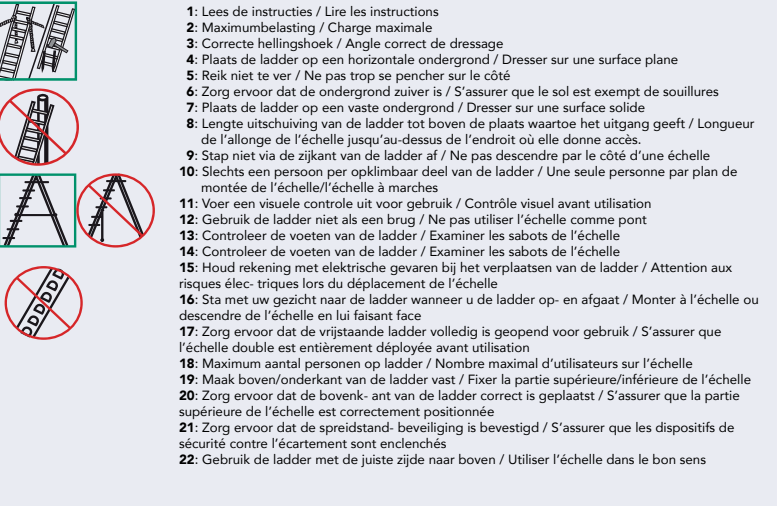 1: Lees de instructies / Lire les instructions
2: Maximumbelasting / Charge maximale
3: Correcte hellingshoek / Angle correct de dressage
4: Plaats de ladder op een horizontale ondergrond / Dresser sur une surface plane
5: Reik niet te ver / Ne pas trop se pencher sur le côté
6: Zorg ervoor dat de ondergrond zuiver is / S’assurer que le sol est exempt de souillures
7: Plaats de ladder op een vaste ondergrond / Dresser sur une surface solide
8: Lengte uitschuiving van de ladder tot boven de plaats waartoe het uitgang geeft / Longueur
de l’allonge de l’échelle jusqu’au-dessus de l’endroit où elle donne accès.
9: Stap niet via de zijkant van de ladder af / Ne pas descendre par le côté d’une échelle
10: Slechts een persoon per opklimbaar deel van de ladder / Une seule personne par plan de
montée de l’échelle/l’échelle à marches
11: Voer een visuele controle uit voor gebruik / Contrôle visuel avant utilisation
12: Gebruik de ladder niet als een brug / Ne pas utiliser l’échelle comme pont
13: Controleer de voeten van de ladder / Examiner les sabots de l’échelle
14: Controleer de voeten van de ladder / Examiner les sabots de l’échelle
15: Houd rekening met elektrische gevaren bij het verplaatsen van de ladder / Attention aux
risques élec- triques lors du déplacement de l’échelle
16: Sta met uw gezicht naar de ladder wanneer u de ladder op- en afgaat / Monter à l’échelle ou
descendre de l’échelle en lui faisant face
17: Zorg ervoor dat de vrijstaande ladder volledig is geopend voor gebruik / S’assurer que
l’échelle double est entièrement déployée avant utilisation
18: Maximum aantal personen op ladder / Nombre maximal d’utilisateurs sur l’échelle
19: Maak boven/onderkant van de ladder vast / Fixer la partie supérieure/inférieure de l’échelle
20: Zorg ervoor dat de bovenk- ant van de ladder correct is geplaatst / S’assurer que la partie
supérieure de l’échelle est correctement positionnée
21: Zorg ervoor dat de spreidstand- beveiliging is bevestigd / S’assurer que les dispositifs de
sécurité contre l’écartement sont enclenchés
22: Gebruik de ladder met de juiste zijde naar boven / Utiliser l’échelle dans le bon sens